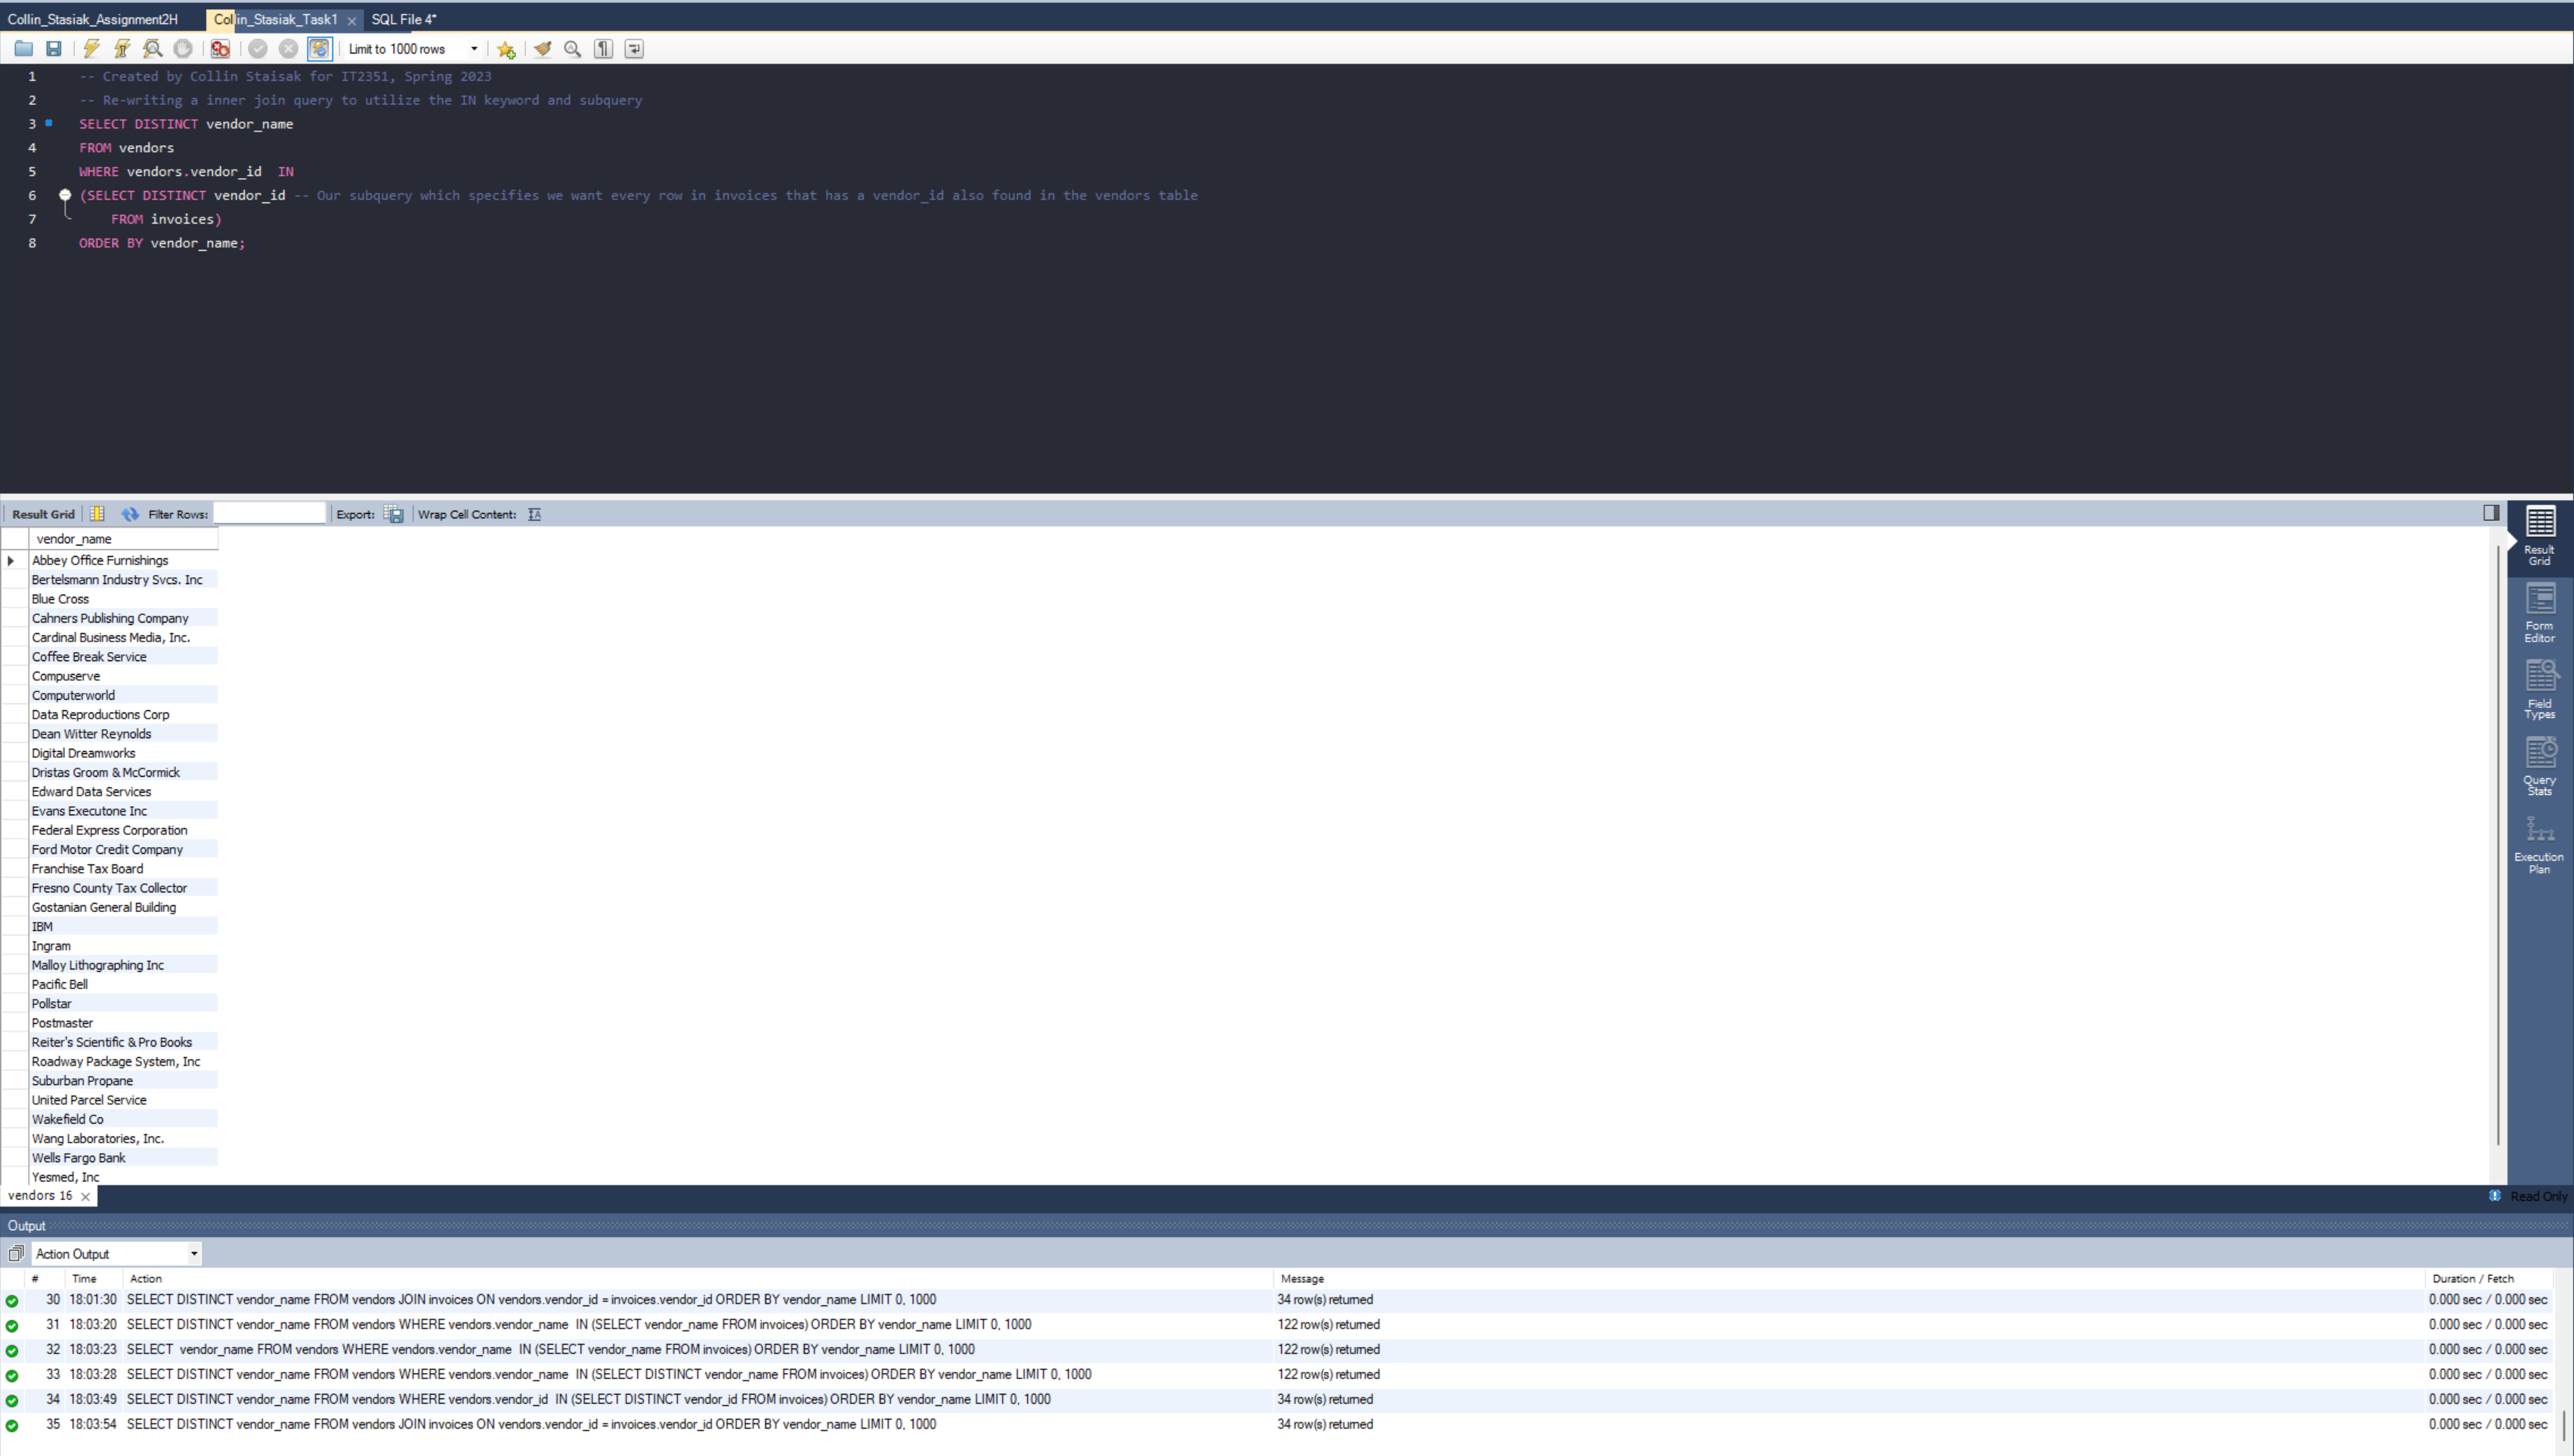 Collin_Stasiak_Assignment2H Collin_Stasiak_Task1 SQL File 4*
Limit to 1000 rows
1 -- Created by Collin Staisak for IT2351, Spring 2023
2 -- Re-writing a inner join query to utilize the IN keyword and subquery
3 SELECT DISTINCT vendor_name
4 FROM vendors
5 WHERE vendors.vendor_id  IN
6 (SELECT DISTINCT vendor_id -- Our subquery which specifies we want every row in invoices that has a vendor_id also found in the vendors table
7 FROM invoices)
8 ORDER BY vendor_name;
Result Grid Filter Rows: Export: Wrap Cell Content:
vendor_name
Abbey Office Furnishings
Bertelsmann Industry Svcs. Inc
Blue Cross
Cahners Publishing Company
Cardinal Business Media, Inc.
Coffee Break Service
Compuserve
Computerworld
Data Reproductions Corp
Dean Witter Reynolds
Digital Dreamworks
Dristas Groom & McCormick
Edward Data Services
Evans Executone Inc
Federal Express Corporation
Ford Motor Credit Company
Franchise Tax Board
Fresno County Tax Collector
Gostanian General Building
IBM
Ingram
Malloy Lithographing Inc
Pacific Bell
Pollstar
Postmaster
Reiter's Scientific & Pro Books
Roadway Package System, Inc
Suburban Propane
United Parcel Service
Wakefield Co
Wang Laboratories, Inc.
Wells Fargo Bank
Yesmed, Inc
Result
Grid
Form
Editor
Field
Types
Query
Stats
Execution
Plan
vendors 16 Read Only
Output
Action Output
# Time Action Message Duration / Fetch
30 18:01:30 SELECT DISTINCT vendor_name FROM vendors JOIN invoices ON vendors.vendor_id = invoices.vendor_id ORDER BY vendor_name LIMIT 0, 1000 34 row(s) returned 0.000 sec / 0.000 sec
31 18:03:20 SELECT DISTINCT vendor_name FROM vendors WHERE vendors.vendor_name  IN (SELECT vendor_name FROM invoices) ORDER BY vendor_name LIMIT 0, 1000 122 row(s) returned 0.000 sec / 0.000 sec
32 18:03:23 SELECT  vendor_name FROM vendors WHERE vendors.vendor_name  IN (SELECT vendor_name FROM invoices) ORDER BY vendor_name LIMIT 0, 1000 122 row(s) returned 0.000 sec / 0.000 sec
33 18:03:28 SELECT DISTINCT vendor_name FROM vendors WHERE vendors.vendor_name  IN (SELECT DISTINCT vendor_name FROM invoices) ORDER BY vendor_name LIMIT 0, 1000 122 row(s) returned 0.000 sec / 0.000 sec
34 18:03:49 SELECT DISTINCT vendor_name FROM vendors WHERE vendors.vendor_id  IN (SELECT DISTINCT vendor_id FROM invoices) ORDER BY vendor_name LIMIT 0, 1000 34 row(s) returned 0.000 sec / 0.000 sec
35 18:03:54 SELECT DISTINCT vendor_name FROM vendors JOIN invoices ON vendors.vendor_id = invoices.vendor_id ORDER BY vendor_name LIMIT 0, 1000 34 row(s) returned 0.000 sec / 0.000 sec